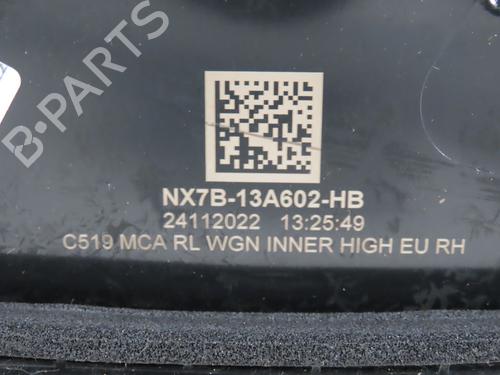 B-PARTS
NX7B-13A602-HB
24112022 13:25:49
C519 MCA RL WGN INNER HIGH EU RH